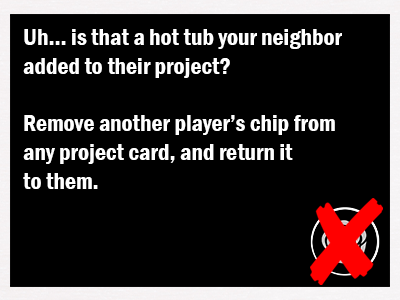 Uh... is that a hot tub your neighbor
added to their project?
Remove another player's chip from
any project card, and return it
to them.